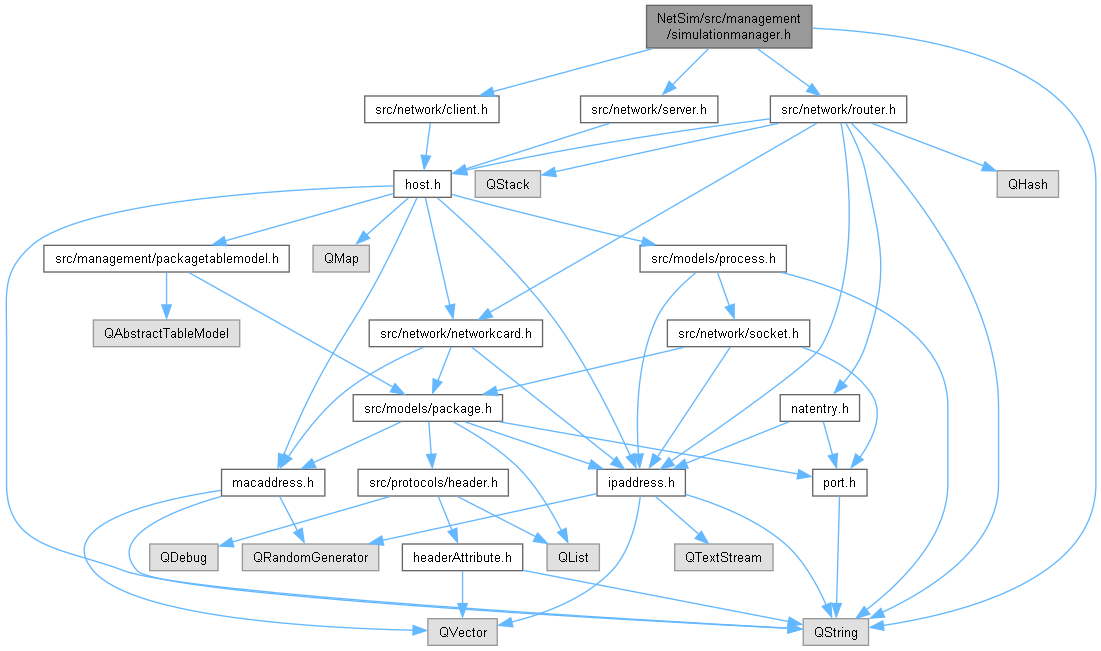 NetSim/src/management
/simulationmanager.h
src/network/client.h
src/network/server.h
src/network/router.h
host.h
QStack
QHash
src/management/packagetablemodel.h
QMap
src/models/process.h
QAbstractTableModel
src/network/networkcard.h
src/network/socket.h
src/models/package.h
natentry.h
macaddress.h
src/protocols/header.h
ipaddress.h
port.h
QDebug
QRandomGenerator
headerAttribute.h
QList
QTextStream
QVector
QString